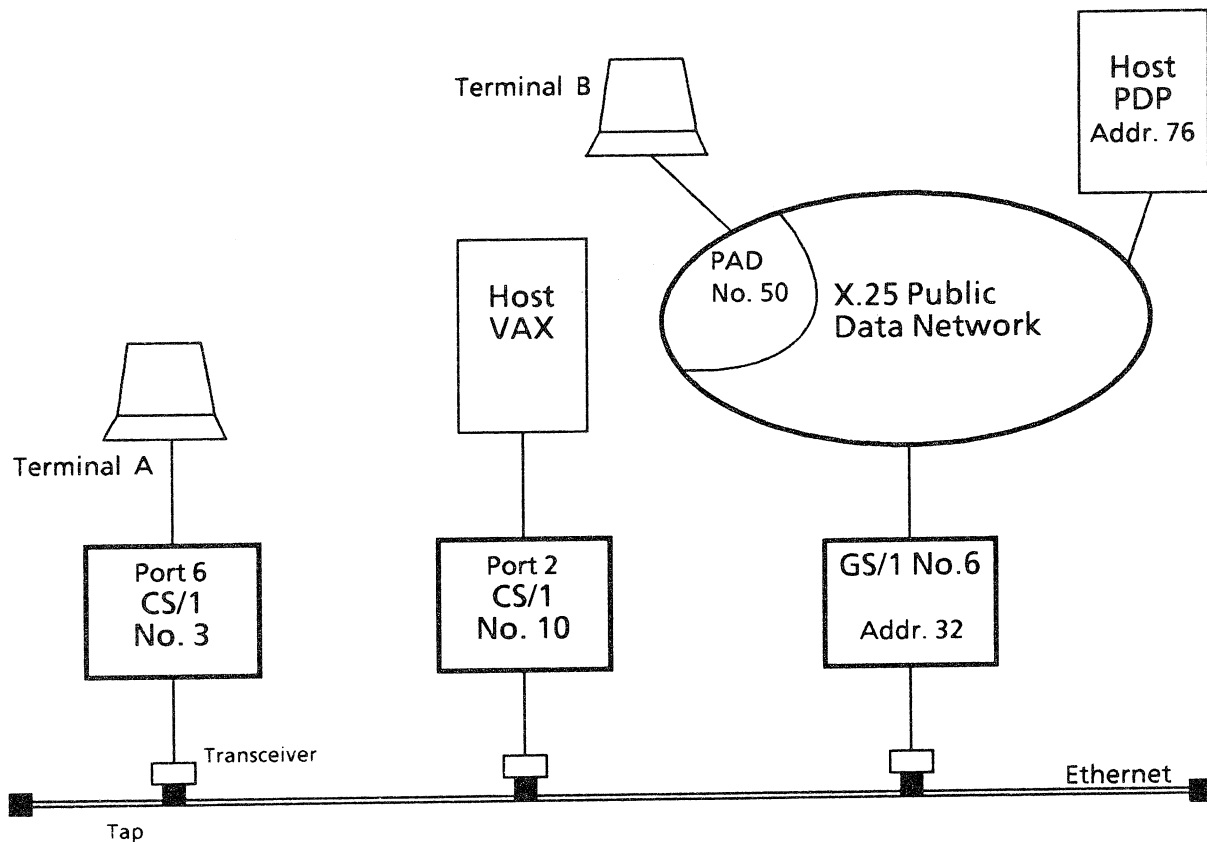 Terminal B
Host
PDP
Addr. 76
PAD
No. 50
X.25 Public
Data Network
Host
VAX
Terminal A
Port 6
CS/1
No. 3
Port 2
CS/1
No. 10
GS/1 No.6
Addr. 32
Transceiver
Ethernet
Tap